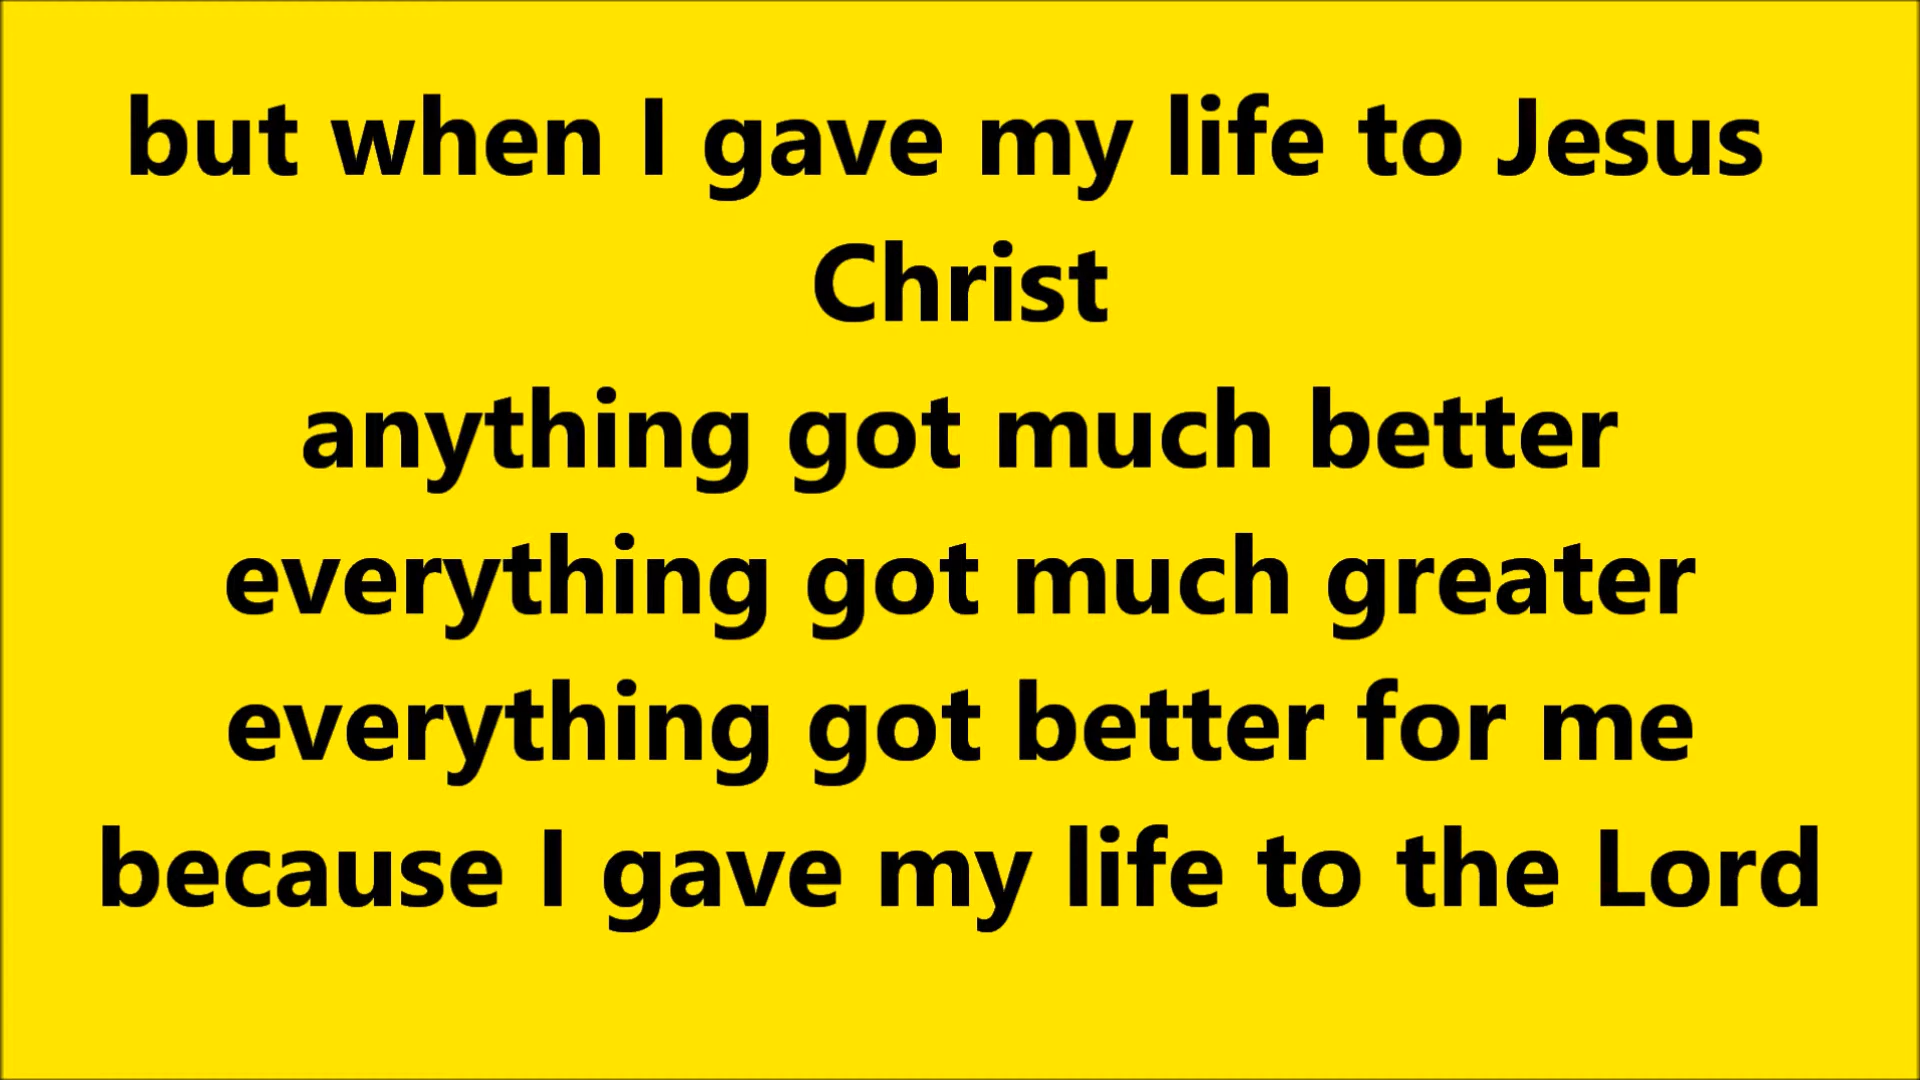 but when I gave my life to Jesus
Christ
anything got much better
everything got much greater
everything got better for me
because I gave my life to the Lord